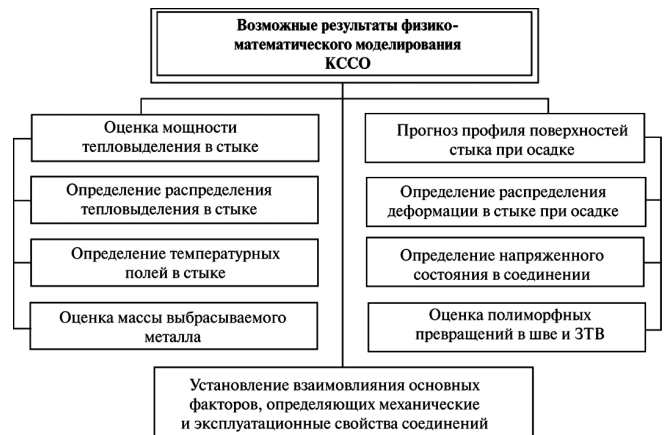 Возможные результаты физико-
математического моделирования
КССО
Оценка мощности
тепловыделения в стыке
Определение распределения
тепловыделения в стыке
Определение температурных
полей в стыке
Оценка массы выбрасываемого
металла
Прогноз профиля поверхностей
стыка при осадке
Определение распределения
деформации в стыке при осадке
Определение напряженного
состояния в соединении
Оценка полиморфных
превращений в шве и ЗТВ
Установление взаимовлияния основных
факторов, определяющих механические
и эксплуатационные свойства соединений